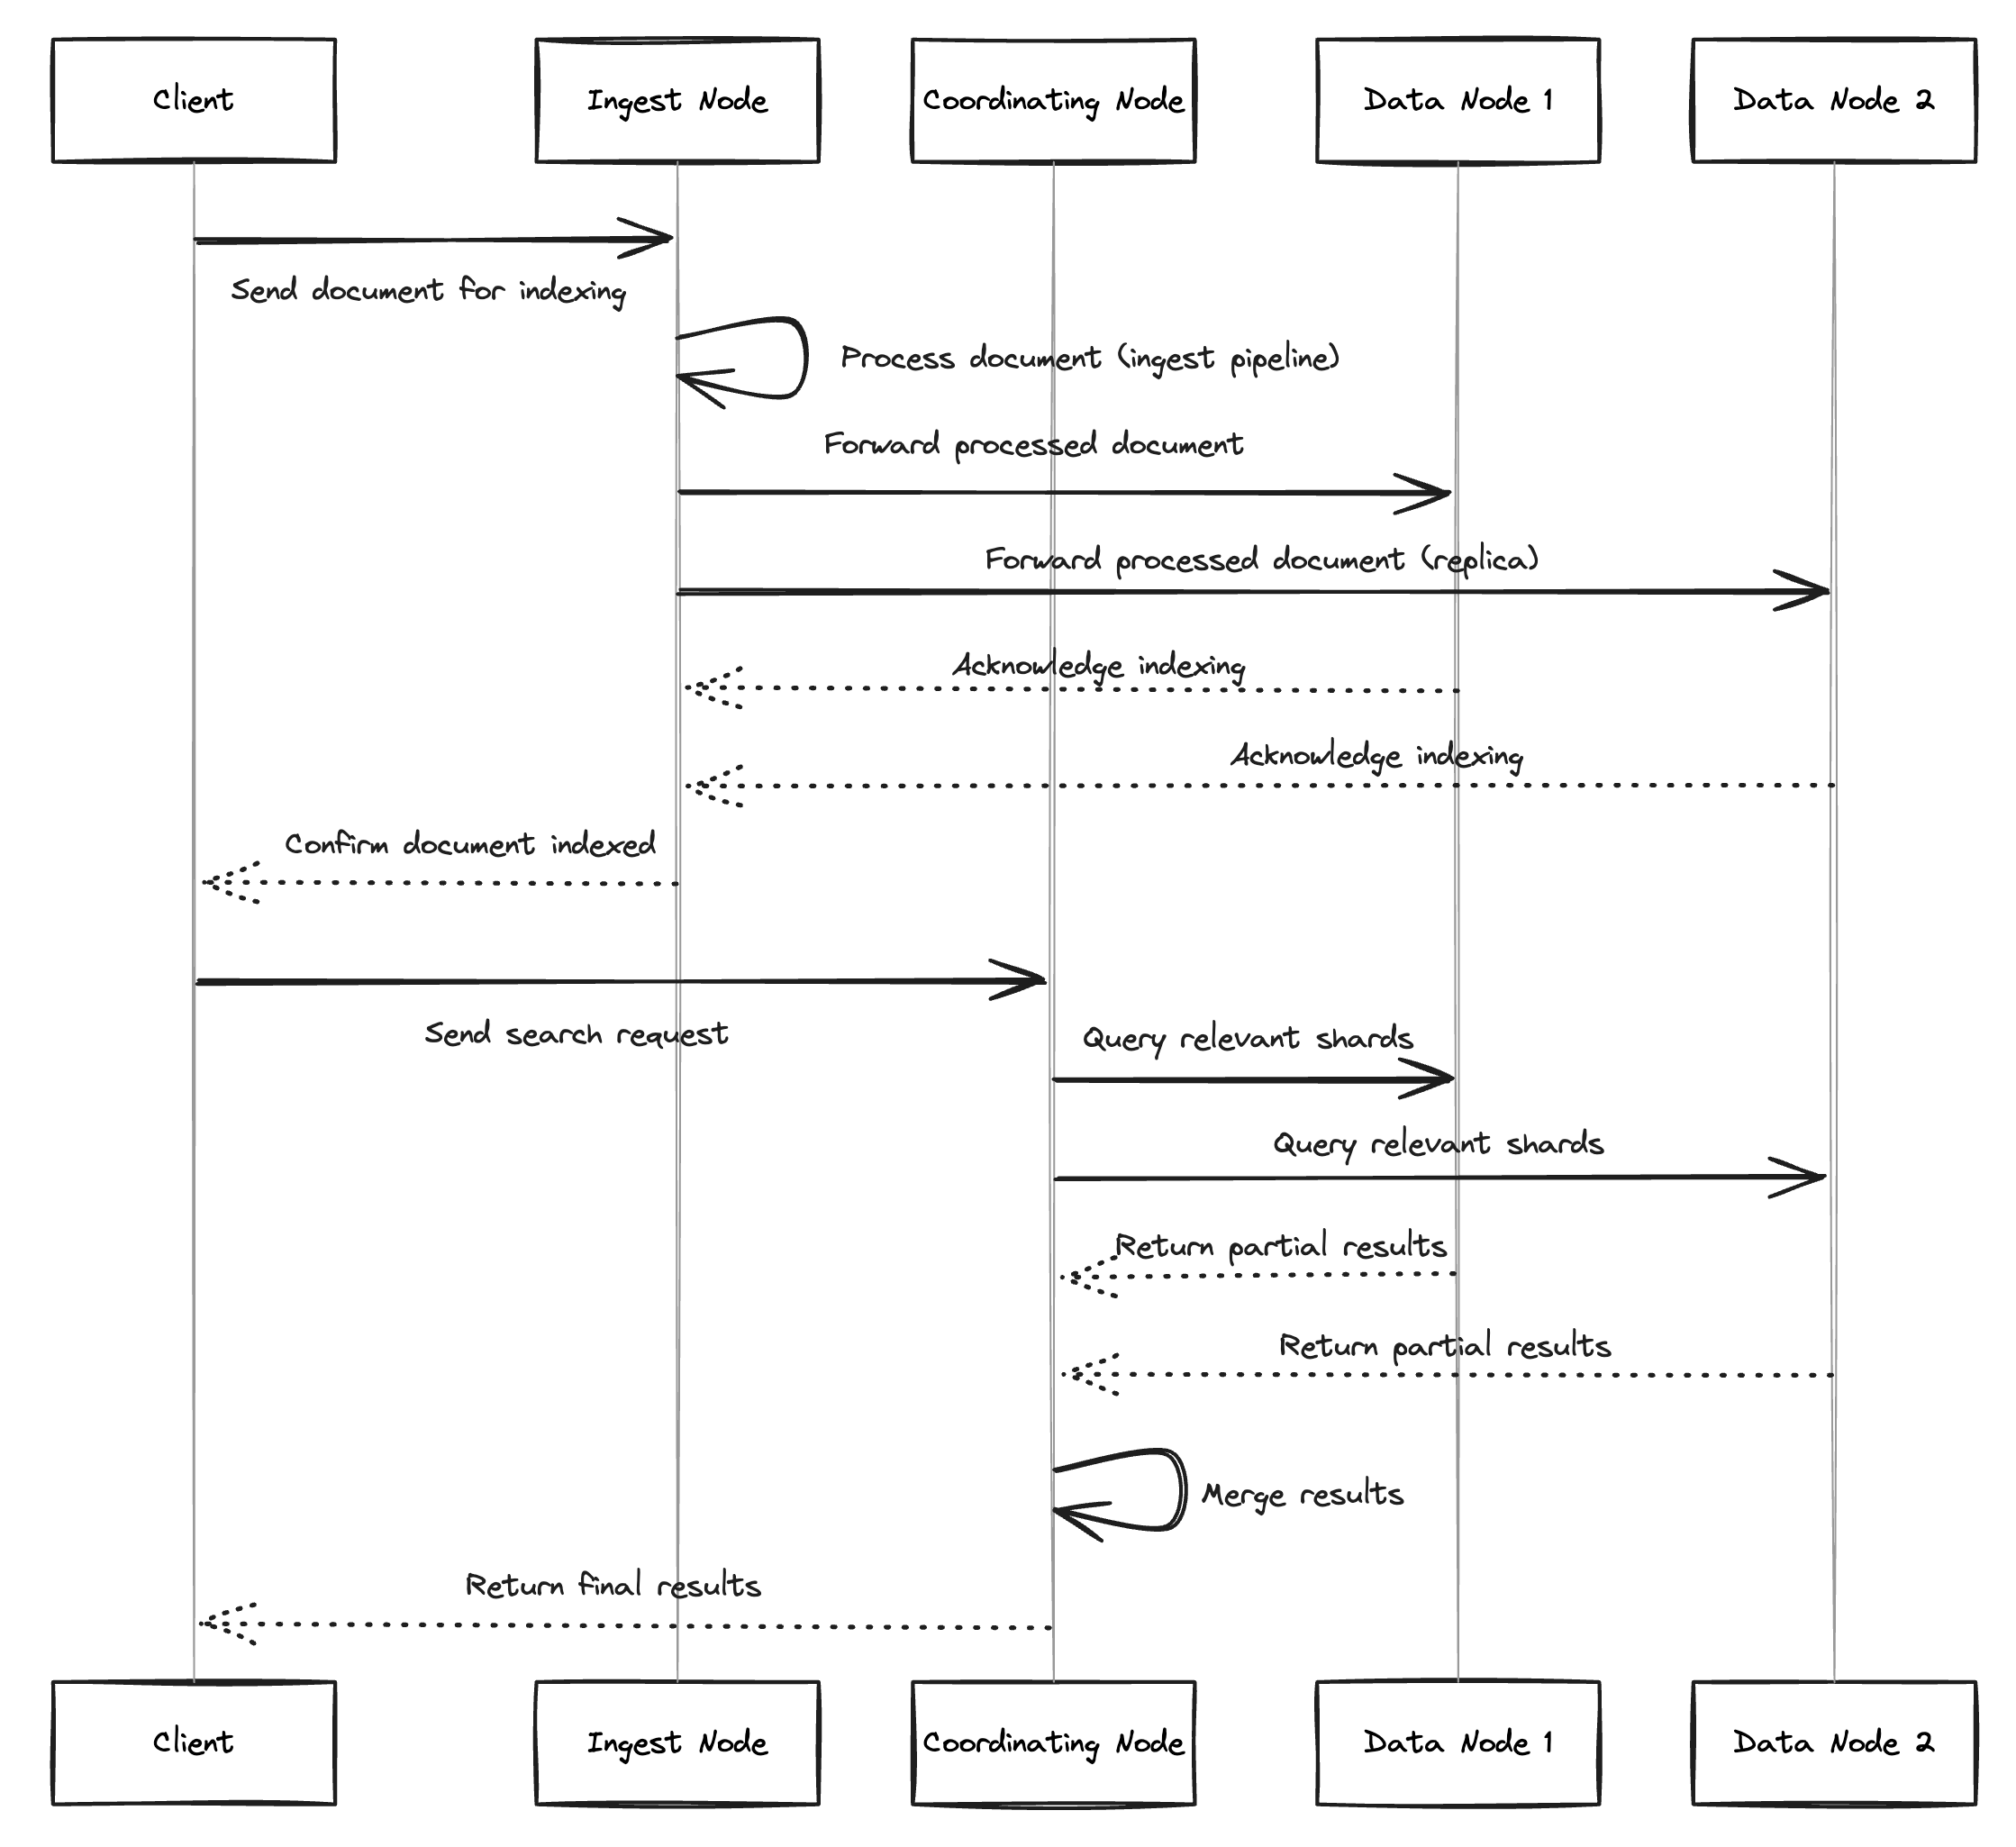 Client
Ingest Node
Coordinating Node
Data Node 1
Data Node 2
Send document for indexing
Process document (ingest pipeline)
Forward processed document
Forward processed document (replica)
Acknowledge indexing
Acknowledge indexing
Confirm document indexed
Send search request
Query relevant shards
Query relevant shards
Return partial results
Return partial results
Merge results
Return final results
Client
Ingest Node
Coordinating Node
Data Node 1
Data Node 2